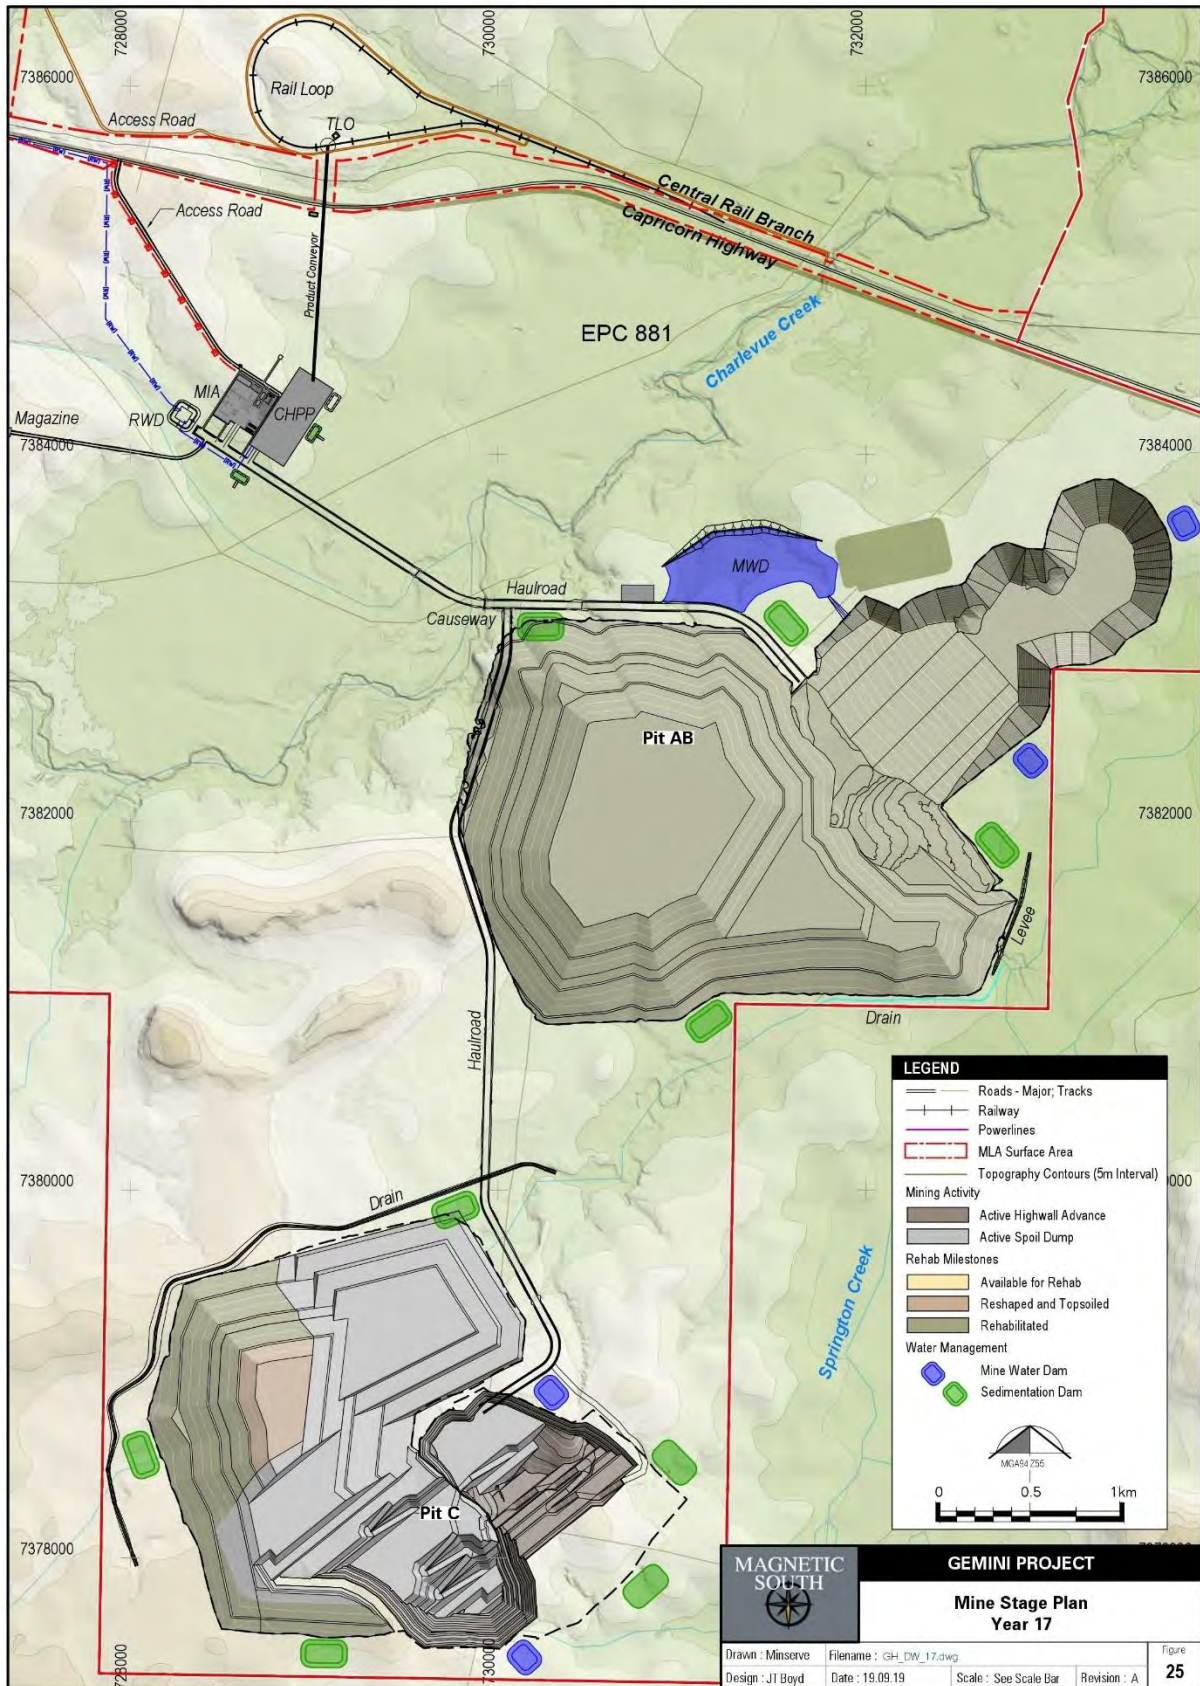 728000
730000
732000
7386000
7386000
Rail Loop
Access Road
TLO
Central Rail Branch
Capricorn Highway
Access Road
Product Conveyor
EPC 881
Charlevue Creek
MIA
CHPP
RWD
Magazine
7384000
7384000
MWD
Haulroad
Causeway
Pit AB
7382000
7382000
Levee
Drain
Haulroad
LEGEND
Roads - Major; Tracks
Railway
Powerlines
MLA Surface Area
Topography Contours (5m Interval)
Mining Activity
Active Highwall Advance
Active Spoil Dump
Rehab Milestones
Available for Rehab
Reshaped and Topsoiled
Rehabilitated
Water Management
Mine Water Dam
Sedimentation Dam
MGA94 Z55
0 0.5 1km
7380000
Drain
Springton Creek
Pit C
7378000
728000
730000
MAGNETIC
SOUTH
GEMINI PROJECT
Mine Stage Plan
Year 17
Drawn : Minserve
Filename : GH_DW_17.dwg
Figure
25
Design : JT Boyd
Date : 19.09.19
Scale : See Scale Bar
Revision : A